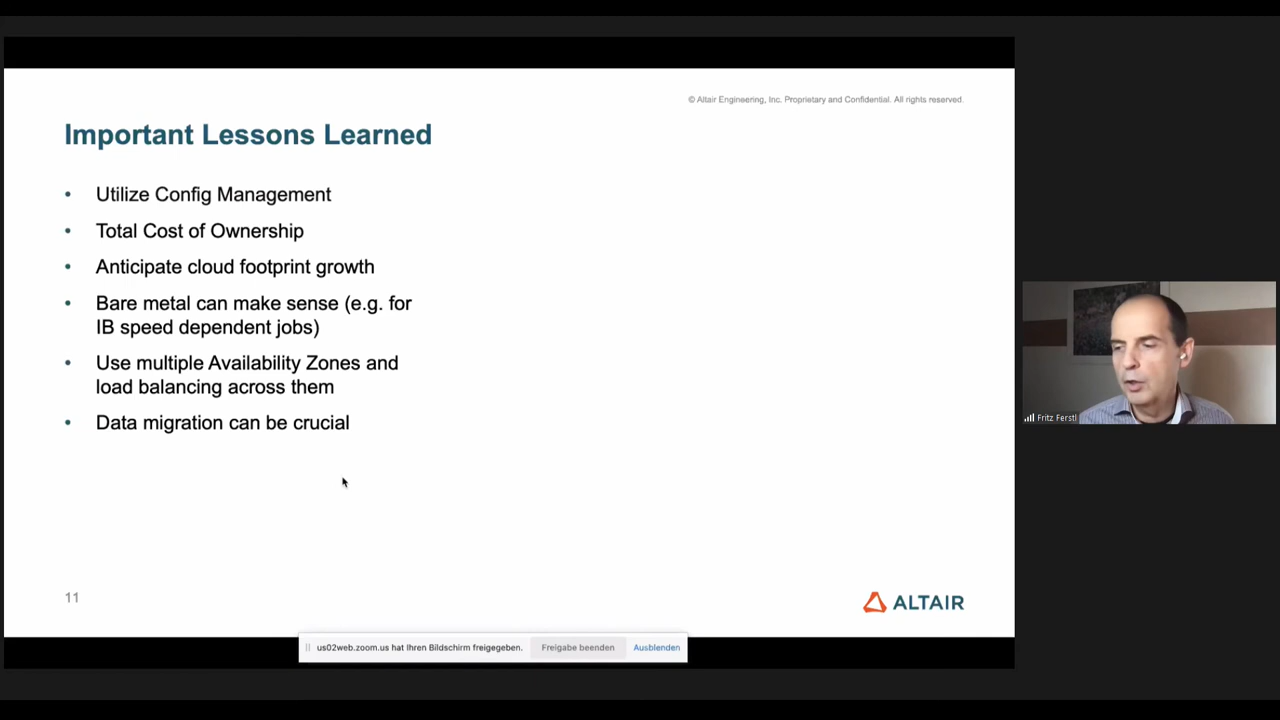 © Altair Engineering, Inc. Proprietary and Confidential. All rights reserved.
Important Lessons Learned
• Utilize Config Management
• Total Cost of Ownership
• Anticipate cloud footprint growth
• Bare metal can make sense (e.g. for
IB speed dependent jobs)
• Use multiple Availability Zones and
load balancing across them
• Data migration can be crucial
Fritz Ferstl
11
ALTAIR
us02web.zoom.us hat Ihren Bildschirm freigegeben. Freigabe beenden Ausblenden